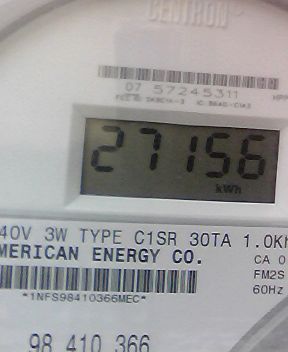 CENTRON
07 57245311
27156
kWh
40V 3W TYPE C1SR 30TA 1.0Kh
MERICAN ENERGY CO.
CA 0
FM2S
60Hz
*1NFS98410366MEC*
98 410 366